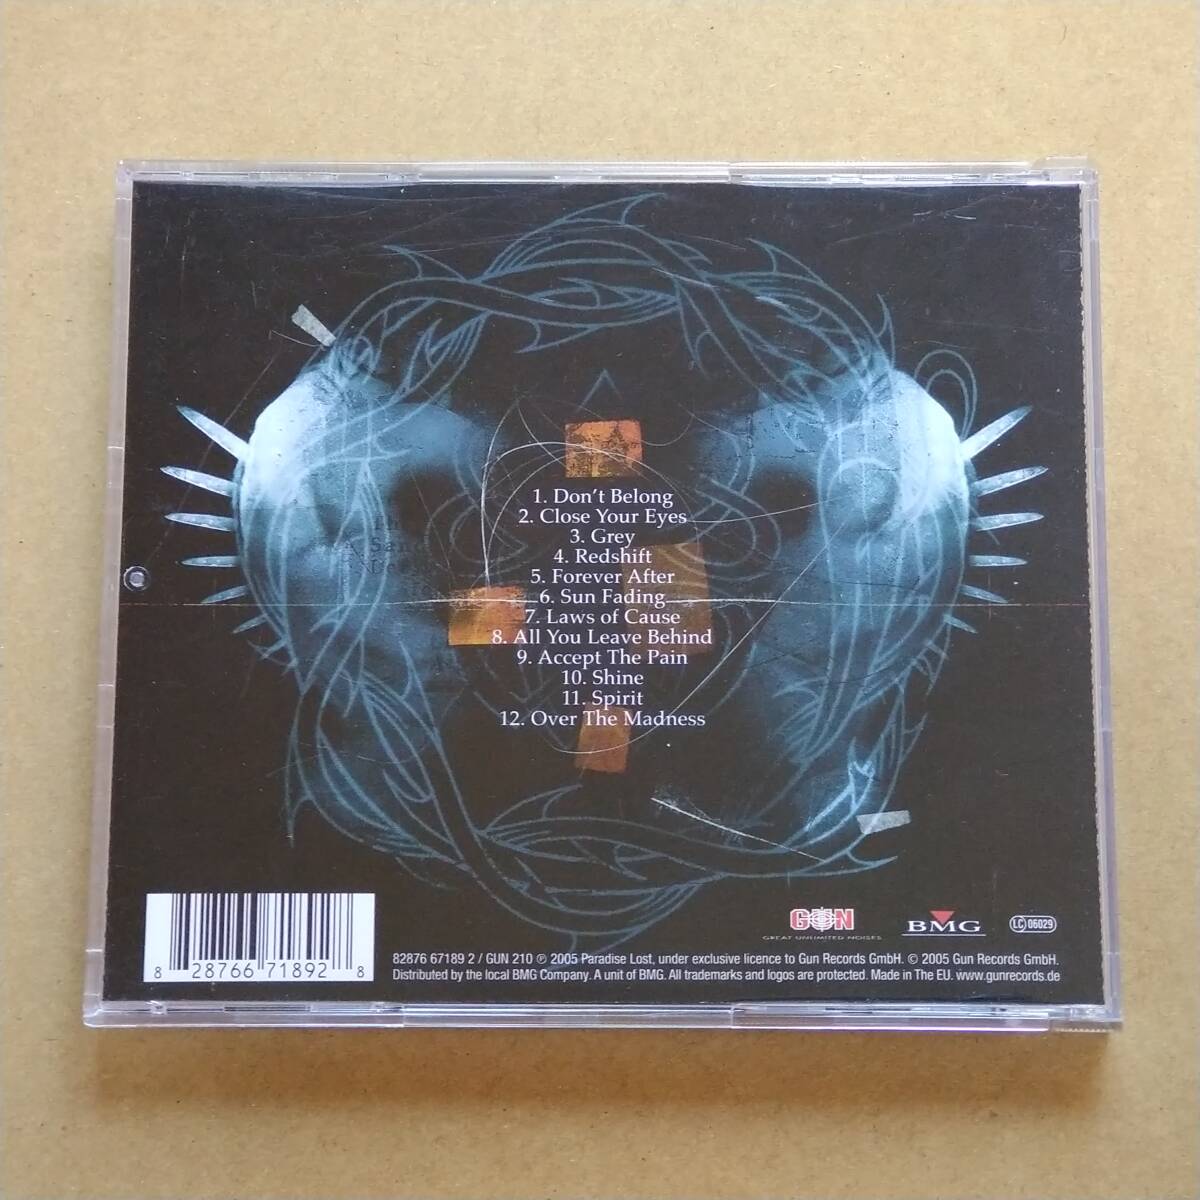 1. Don't Belong
2. Close Your Eyes
3. Grey
4. Redshift
5. Forever After
6. Sun Fading
7. Laws of Cause
8. All You Leave Behind
9. Accept The Pain
10. Shine
11. Spirit
12. Over The Madness
GUN
GREAT UNLIMITED NOISES
BMG
LC 06029
8 28766 71892 8
82876 67189 2 / GUN 210 ℗ 2005 Paradise Lost, under exclusive licence to Gun Records GmbH. © 2005 Gun Records GmbH.
Distributed by the local BMG Company. A unit of BMG. All trademarks and logos are protected. Made in The EU. www.gunrecords.de